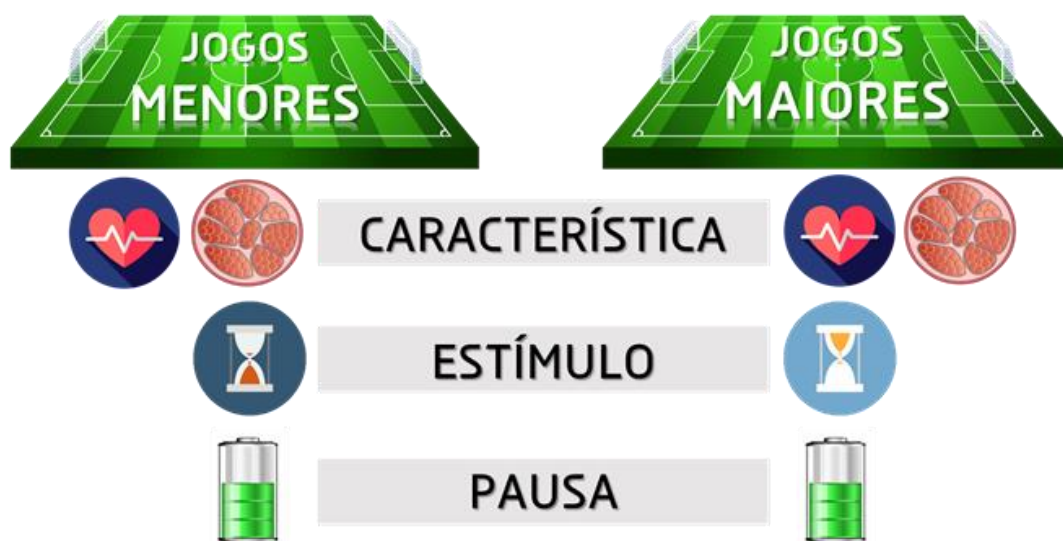 JOGOS
MENORES
JOGOS
MAIORES
CARACTERÍSTICA
ESTÍMULO
PAUSA